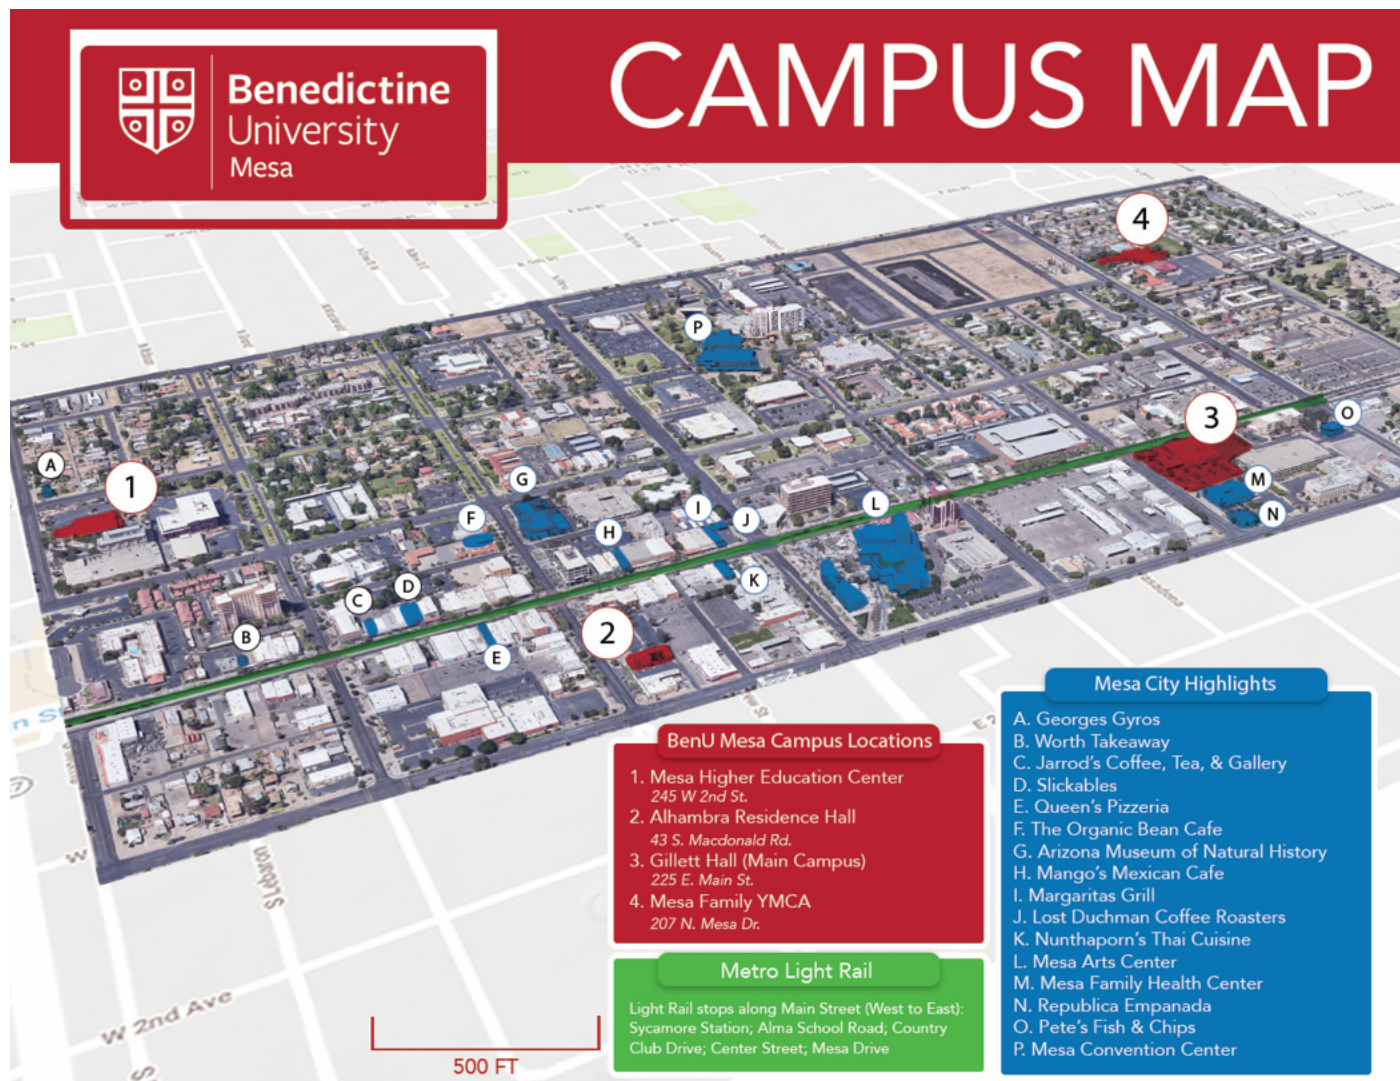 Benedictine
University
Mesa
CAMPUS MAP
4
P
3
O
A
1
G
M
L
I
N
F
J
H
K
D
C
2
B
E
Mesa City Highlights
A. Georges Gyros
B. Worth Takeaway
C. Jarrod's Coffee, Tea, & Gallery
D. Slickables
E. Queen's Pizzeria
F. The Organic Bean Cafe
G. Arizona Museum of Natural History
H. Mango's Mexican Cafe
I. Margaritas Grill
J. Lost Duchman Coffee Roasters
K. Nunthaporn's Thai Cuisine
L. Mesa Arts Center
M. Mesa Family Health Center
N. Republica Empanada
O. Pete's Fish & Chips
P. Mesa Convention Center
BenU Mesa Campus Locations
1. Mesa Higher Education Center
245 W 2nd St.
2. Alhambra Residence Hall
43 S. Macdonald Rd.
3. Gillett Hall (Main Campus)
225 E. Main St.
4. Mesa Family YMCA
207 N. Mesa Dr.
Metro Light Rail
Light Rail stops along Main Street (West to East):
Sycamore Station; Alma School Road; Country
Club Drive; Center Street; Mesa Drive
S Lebaron
W 2nd Ave
500 FT